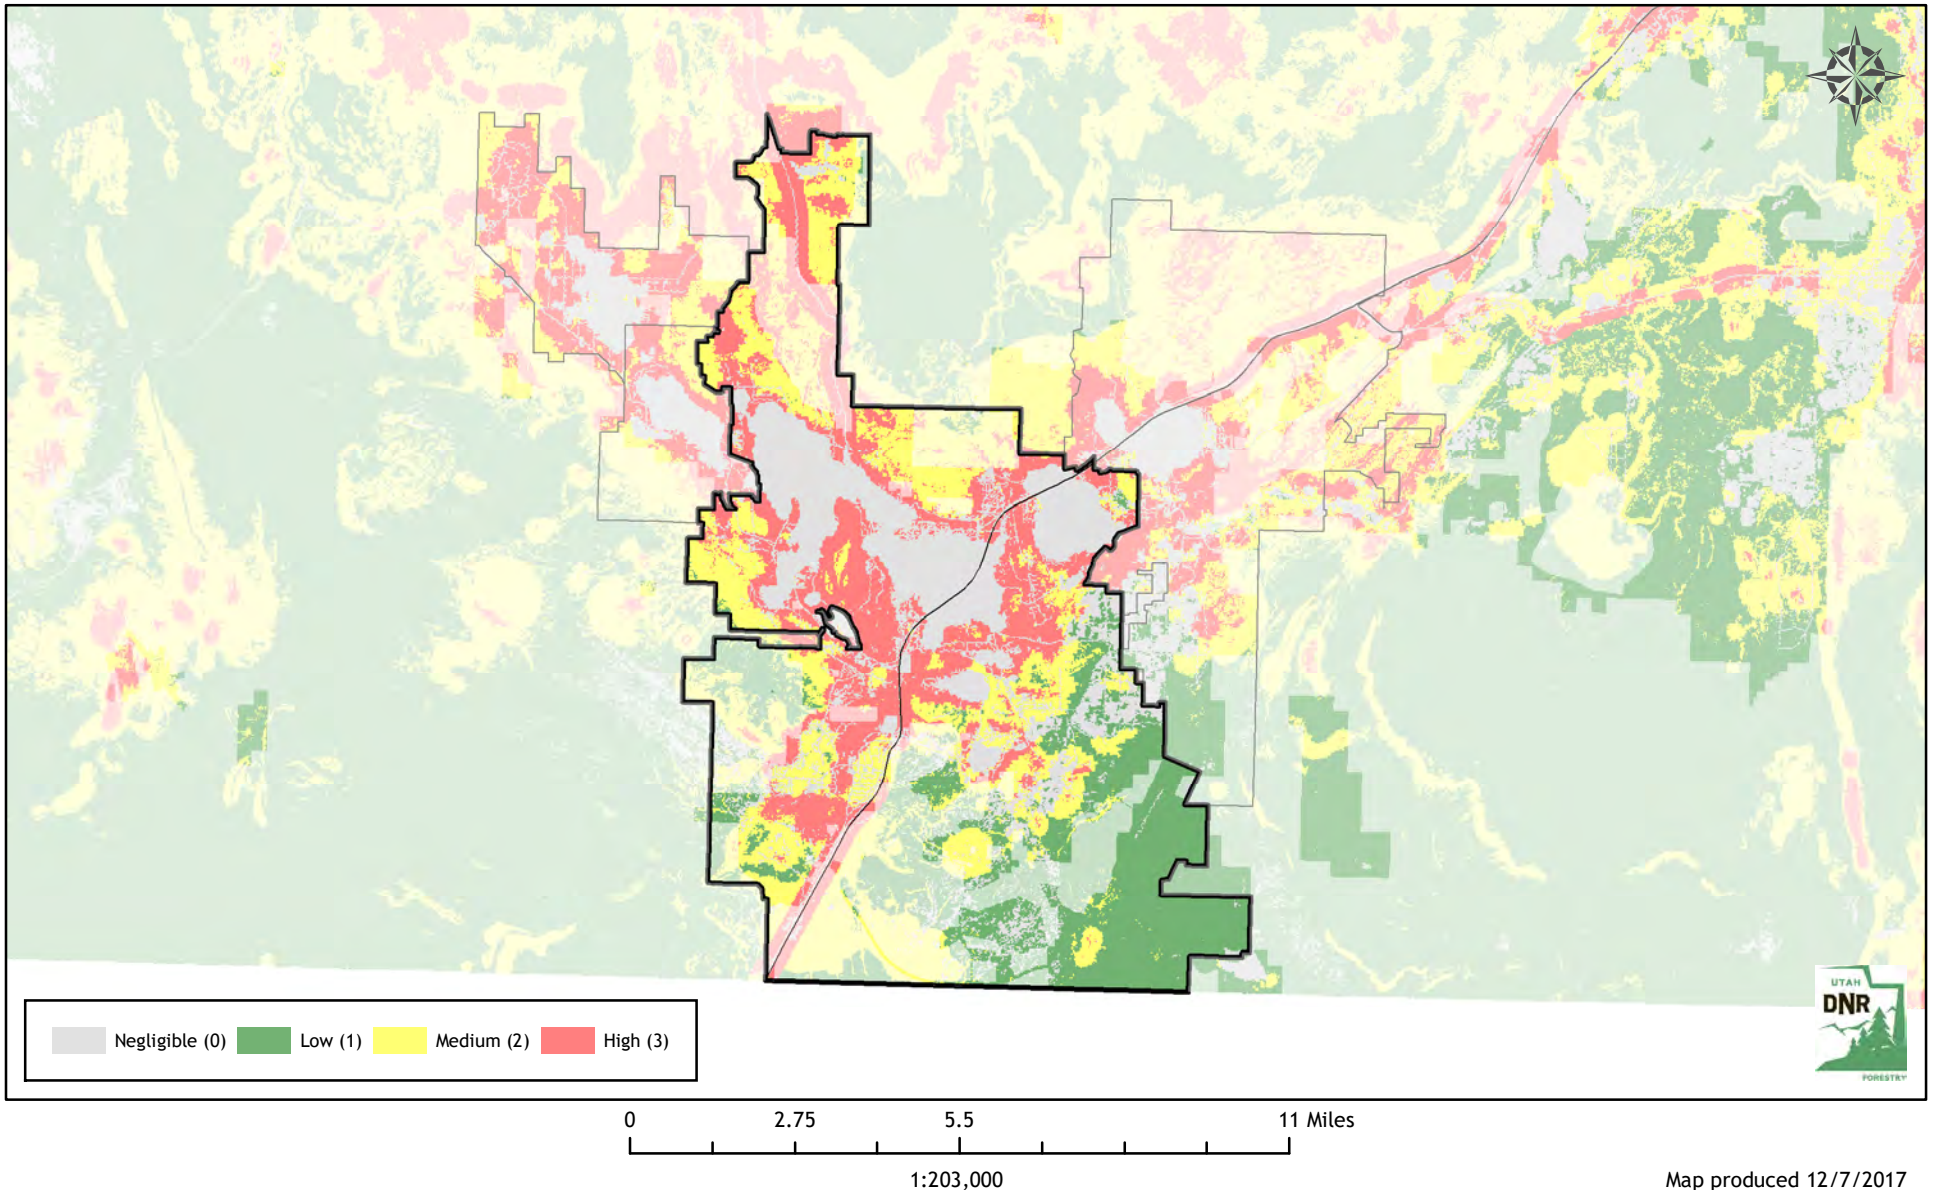 UTAH
DNR
FORESTRY
Negligible (0) Low (1) Medium (2) High (3)
0 2.75 5.5 11 Miles
1:203,000
Map produced 12/7/2017